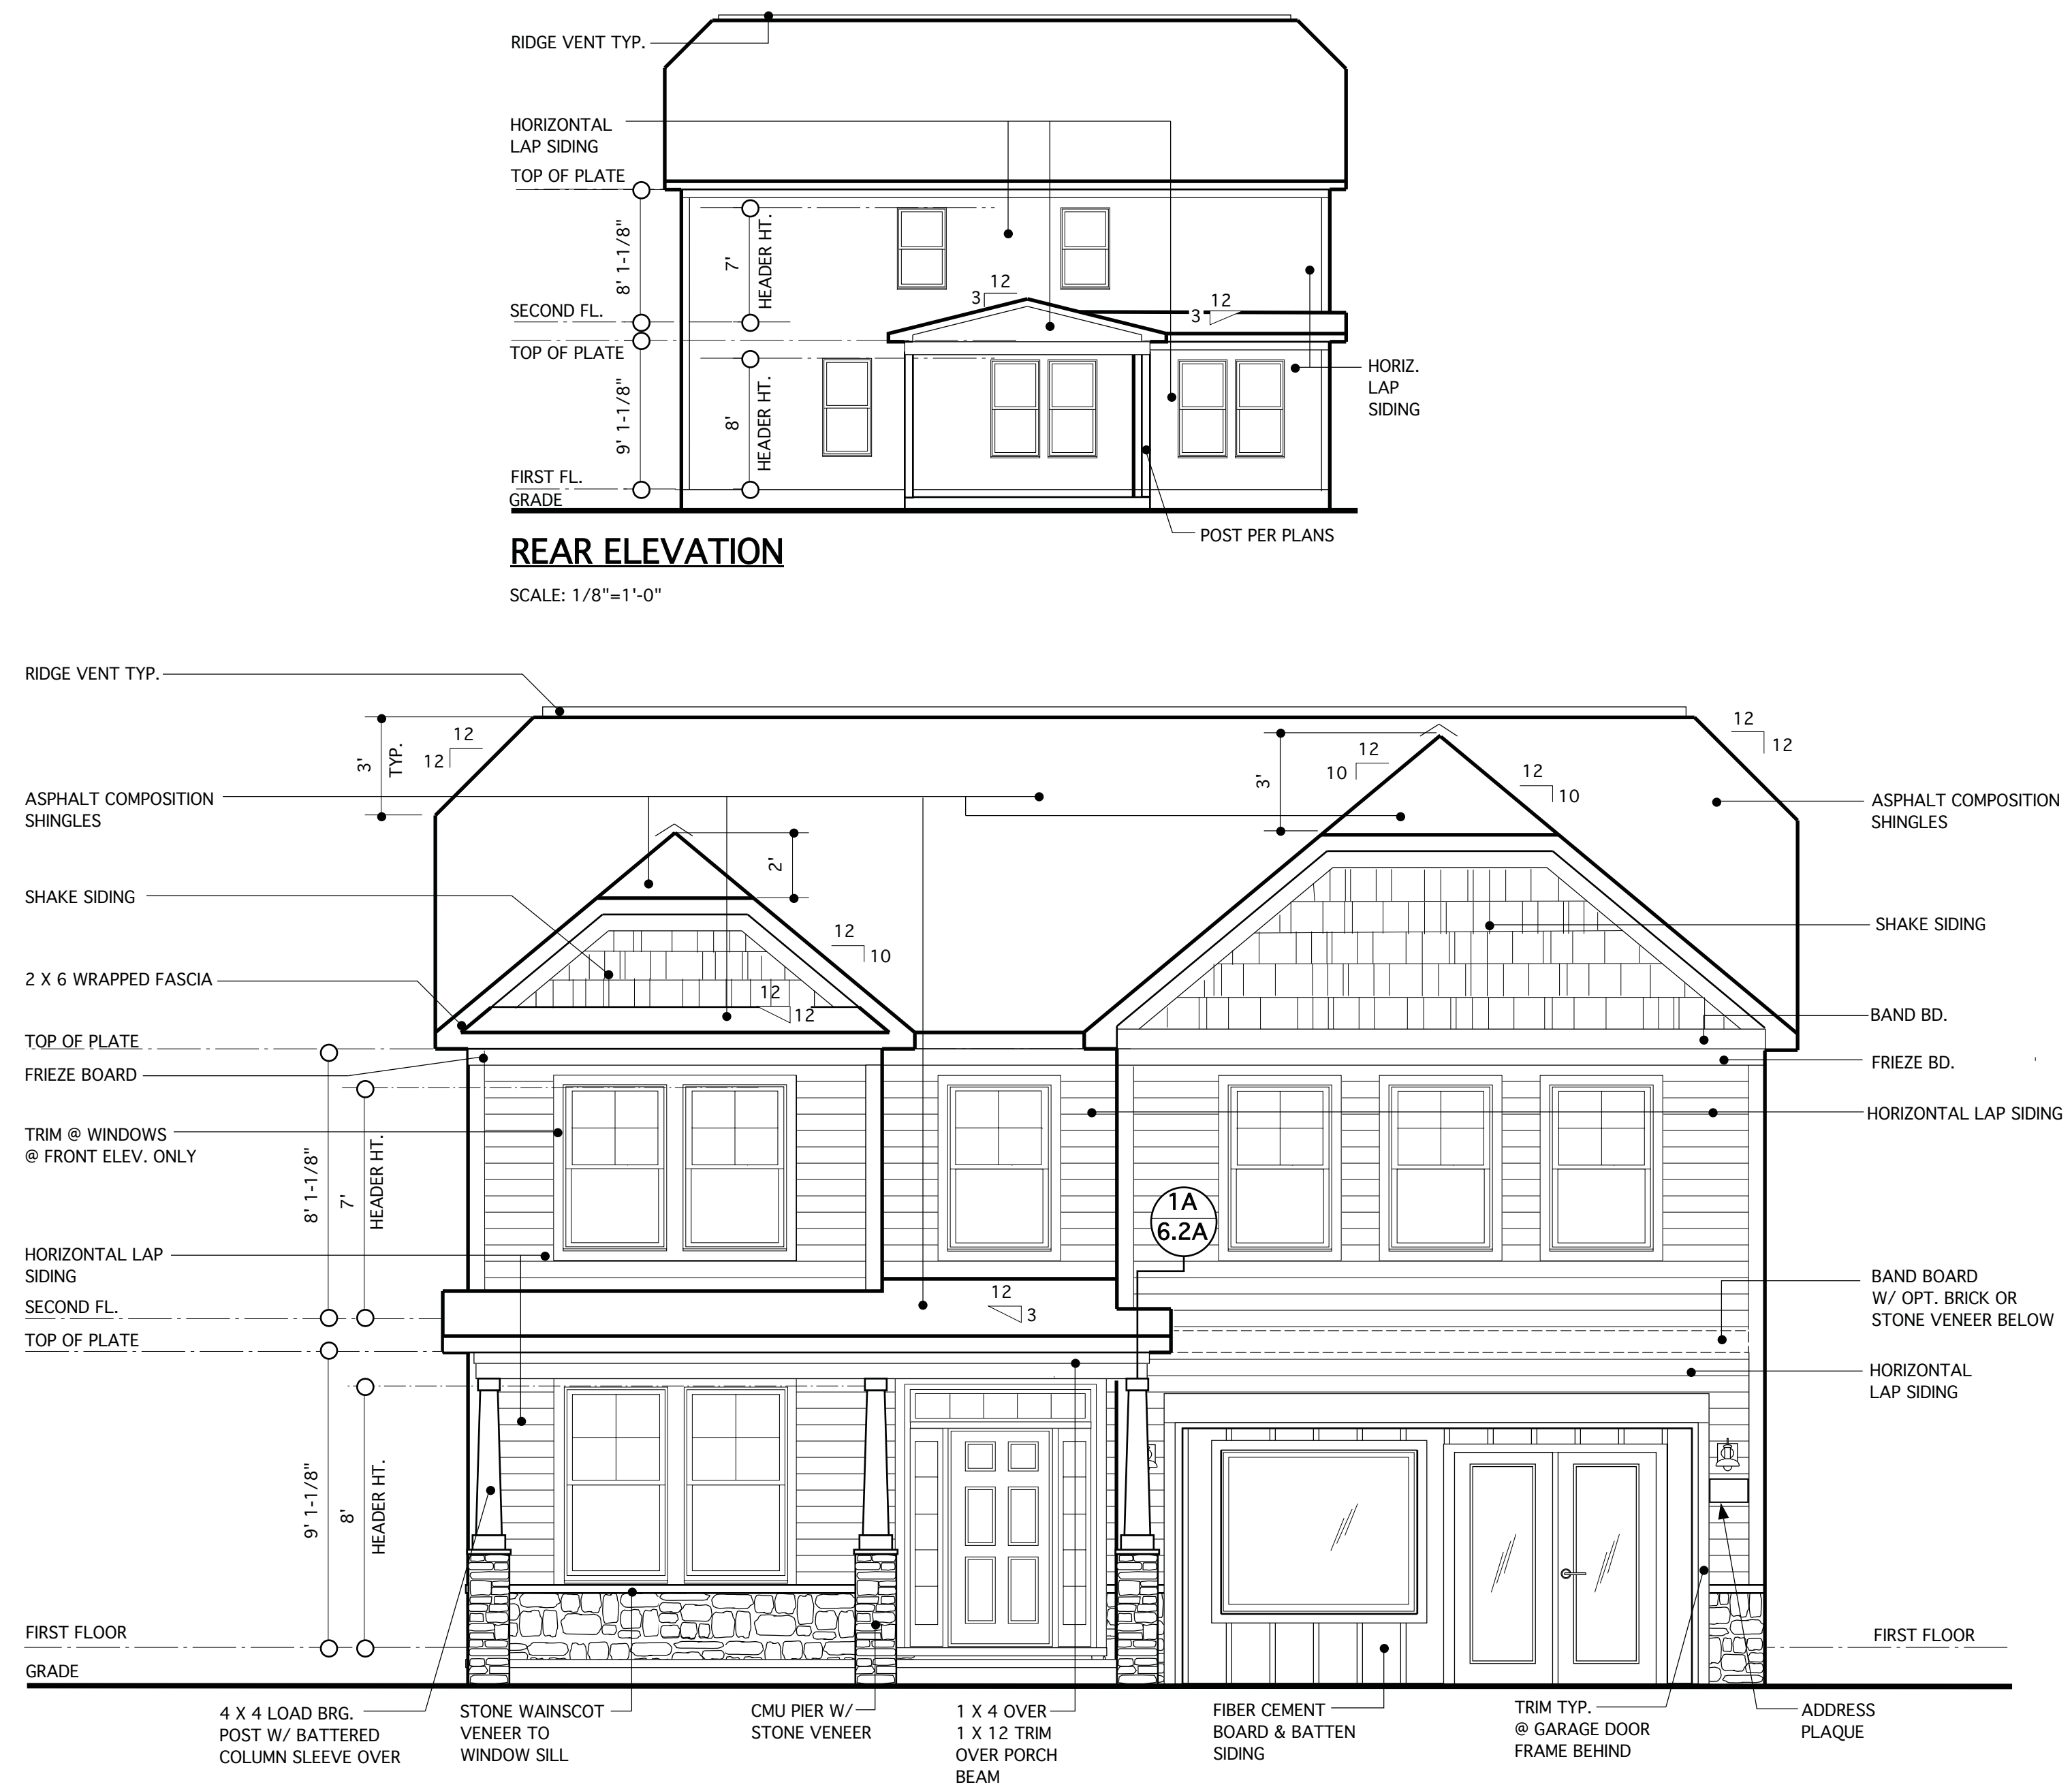 RIDGE VENT TYP.
HORIZONTAL
LAP SIDING
TOP OF PLATE
8' 1-1/8"
7'
HEADER HT.
SECOND FL.
TOP OF PLATE
12
3
12
3
9' 1-1/8"
8'
HEADER HT.
HORIZ.
LAP
SIDING
FIRST FL.
GRADE
POST PER PLANS
REAR ELEVATION
SCALE: 1/8"=1'-0"
RIDGE VENT TYP.
3'
TYP.
12
12
12
12
3'
12
10
12
10
ASPHALT COMPOSITION
SHINGLES
ASPHALT COMPOSITION
SHINGLES
2'
SHAKE SIDING
12
10
SHAKE SIDING
2 X 6 WRAPPED FASCIA
12
12
BAND BD.
TOP OF PLATE
FRIEZE BOARD
FRIEZE BD.
TRIM @ WINDOWS
@ FRONT ELEV. ONLY
HORIZONTAL LAP SIDING
8' 1-1/8"
7'
HEADER HT.
1A
6.2A
HORIZONTAL LAP
SIDING
SECOND FL.
TOP OF PLATE
12
3
BAND BOARD
W/ OPT. BRICK OR
STONE VENEER BELOW
HORIZONTAL
LAP SIDING
9' 1-1/8"
8'
HEADER HT.
FIRST FLOOR
GRADE
FIRST FLOOR
4 X 4 LOAD BRG.
POST W/ BATTERED
COLUMN SLEEVE OVER
STONE WAINSCOT
VENEER TO
WINDOW SILL
CMU PIER W/
STONE VENEER
1 X 4 OVER
1 X 12 TRIM
OVER PORCH
BEAM
FIBER CEMENT
BOARD & BATTEN
SIDING
TRIM TYP.
@ GARAGE DOOR
FRAME BEHIND
ADDRESS
PLAQUE